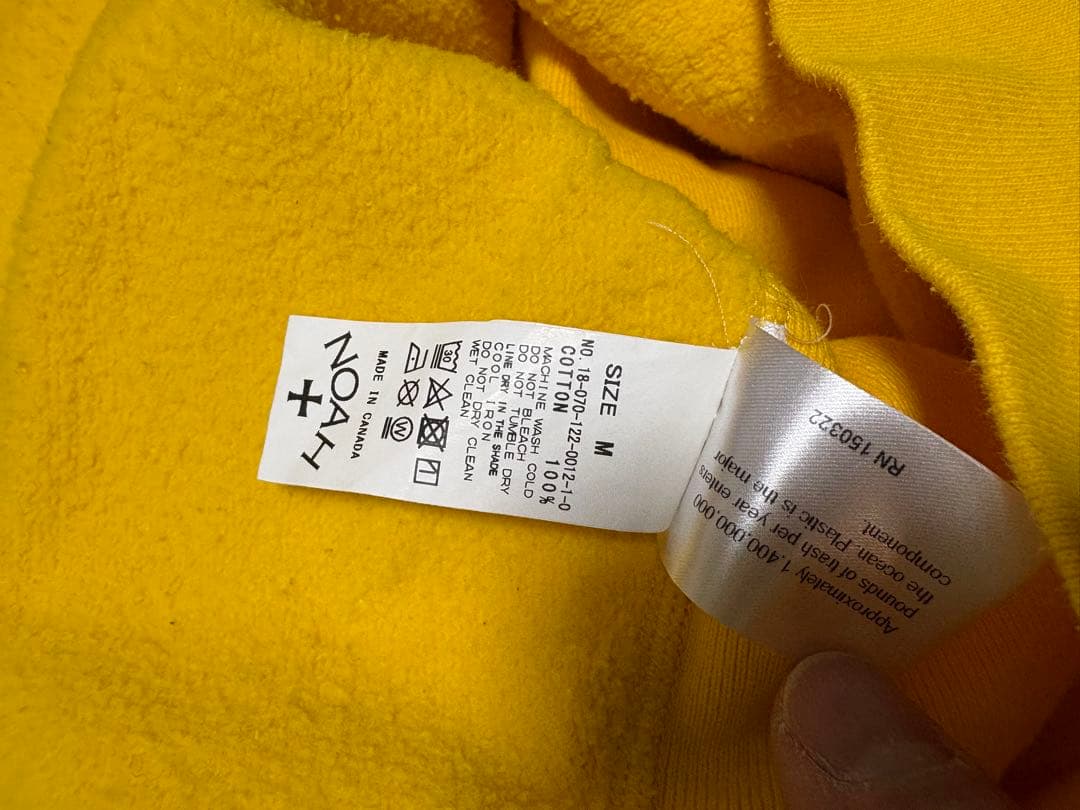 SIZE M
NO. 18-070-122-0012-1-0
COTTON 100%
MACHINE WASH COLD
DO NOT BLEACH
DO NOT TUMBLE DRY
LINE DRY IN THE SHADE
COOL IRON
DO NOT DRY CLEAN
WET CLEAN
30
W
MADE IN CANADA
NOAH
Approximately 1,400,000,000
pounds of trash per year enters
the ocean. Plastic is the major
component.
RN 150322